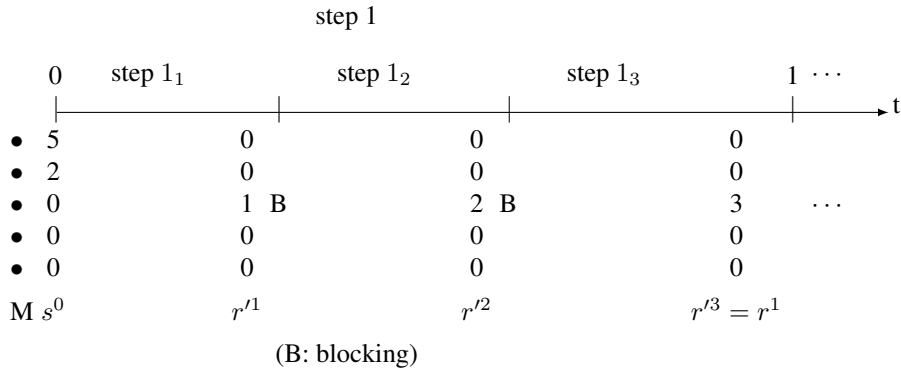 step 1
0 step 1₁ step 1₂ step 1₃ 1 ···
t
• 5 0 0 0
• 2 0 0 0
• 0 1 B 2 B 3 ···
• 0 0 0 0
• 0 0 0 0
M s⁰ r′¹ r′² r′³ = r¹
(B: blocking)